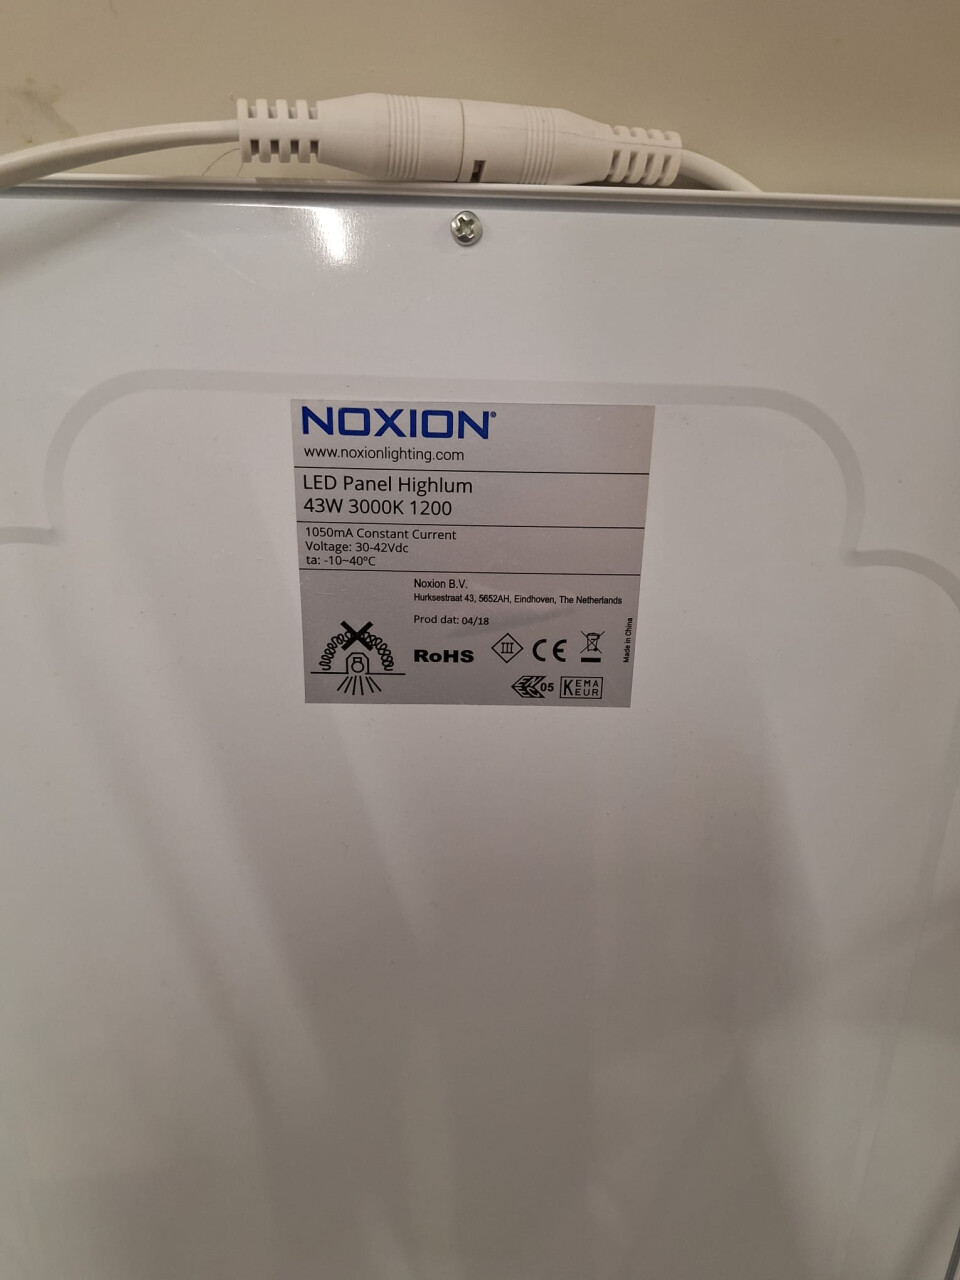 NOXION®
www.noxionlighting.com
LED Panel Highlum
43W 3000K 1200
1050mA Constant Current
Voltage: 30-42Vdc
ta: -10~40°C
Noxion B.V.
Hurksestraat 43, 5652AH, Eindhoven, The Netherlands
Prod dat: 04/18
Made in China
RoHS III CE
05 KEMA
EUR